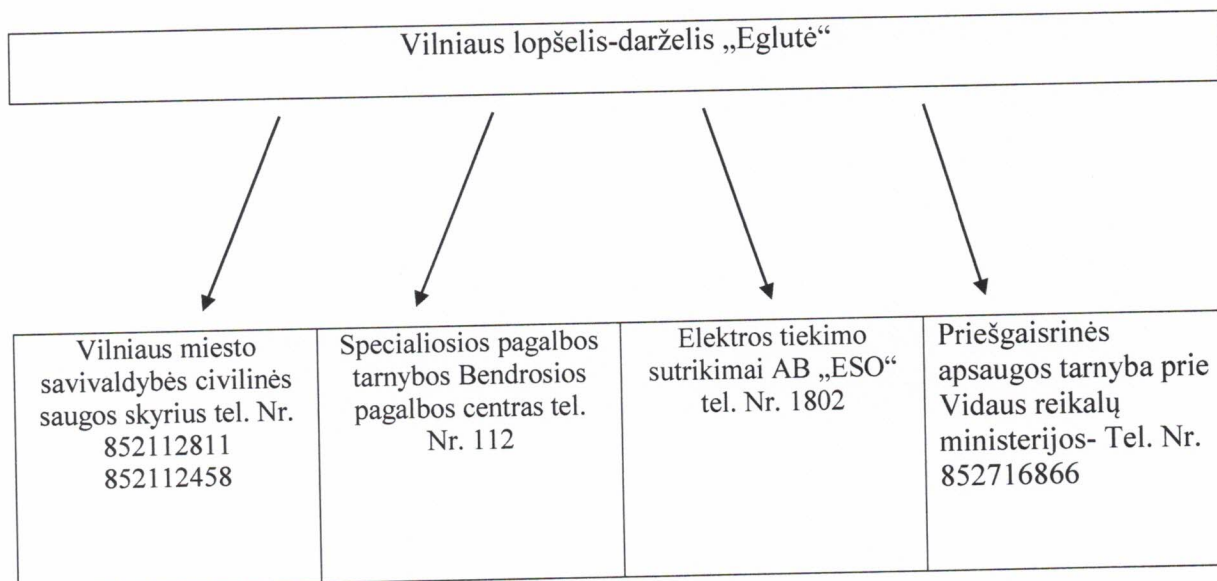 Vilniaus lopšelis-darželis „Eglutė“
Vilniaus miesto
savivaldybės civilinės
saugos skyrius tel. Nr.
852112811
852112458
Specialiosios pagalbos
tarnybos Bendrosios
pagalbos centras tel.
Nr. 112
Elektros tiekimo
sutrikimai AB „ESO“
tel. Nr. 1802
Priešgaisrinės
apsaugos tarnyba prie
Vidaus reikalų
ministerijos- Tel. Nr.
852716866